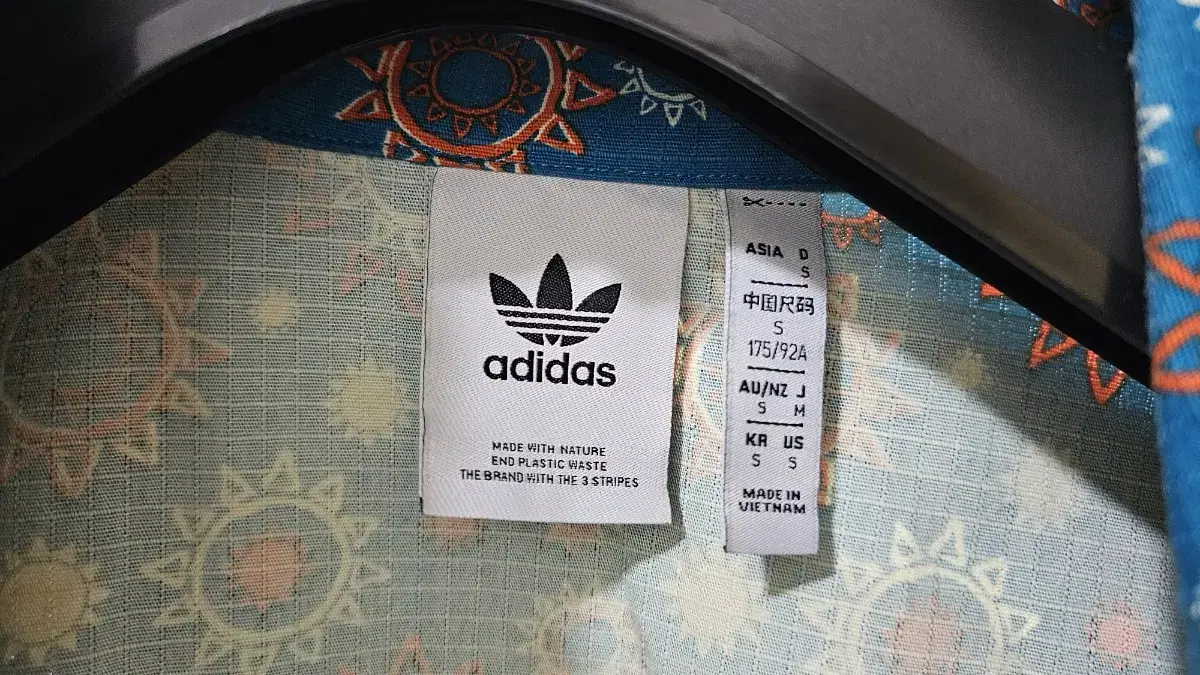 adidas
MADE WITH NATURE
END PLASTIC WASTE
THE BRAND WITH THE 3 STRIPES
ASIA D
S
中国尺码
S
175/92A
AU/NZ J
S M
KR US
S S
MADE IN
VIETNAM